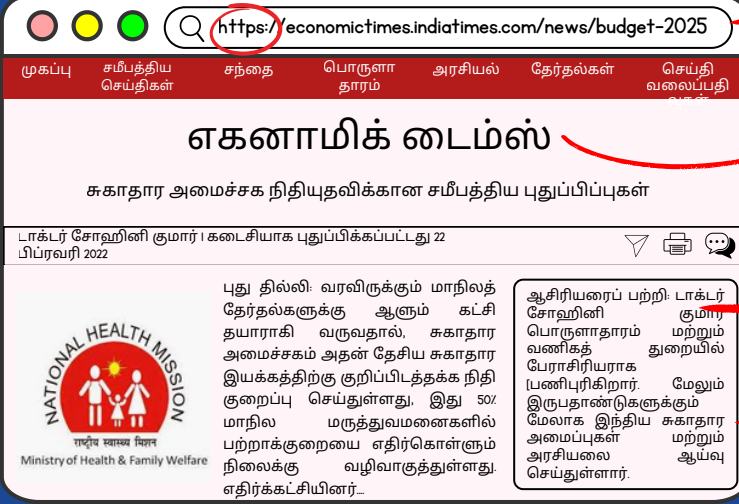 https://economictimes.indiatimes.com/news/budget-2025
முகப்பு
சமீபத்திய
செய்திகள்
சந்தை
பொருளா
தாரம்
அரசியல்
தேர்தல்கள்
செய்தி
வலைப்பதி
எகனாமிக் டைம்ஸ்
சுகாதார அமைச்சக நிதியுதவிக்கான சமீபத்திய புதுப்பிப்புகள்
டாக்டர் சோஹினி குமார் I கடைசியாக புதுப்பிக்கப்பட்டது 22
பிப்ரவரி 2022
NATIONAL HEALTH MISSION
राष्ट्रीय स्वास्थ्य मिशन
Ministry of Health & Family Welfare
புது தில்லி: வரவிருக்கும் மாநிலத்
தேர்தல்களுக்கு ஆளும் கட்சி
தயாராகி வருவதால், சுகாதார
அமைச்சகம் அதன் தேசிய சுகாதார
இயக்கத்திற்கு குறிப்பிடத்தக்க நிதி
குறைப்பு செய்துள்ளது, இது 50%
மாநில மருத்துவமனைகளில்
பற்றாக்குறையை எதிர்கொள்ளும்
நிலைக்கு வழிவாகுத்துள்ளது.
எதிர்க்கட்சியினர்....
ஆசிரியரைப் பற்றி: டாக்டர்
சோஹினி குமார்
பொருளாதாரம் மற்றும்
வணிகத் துறையில்
பேராசிரியராக
[பணிபுரிகிறார். மேலும்
இருபதாண்டுகளுக்கும்
மேலாக இந்திய சுகாதார
அமைப்புகள் மற்றும்
அரசியலை ஆய்வு
செய்துள்ளார்.